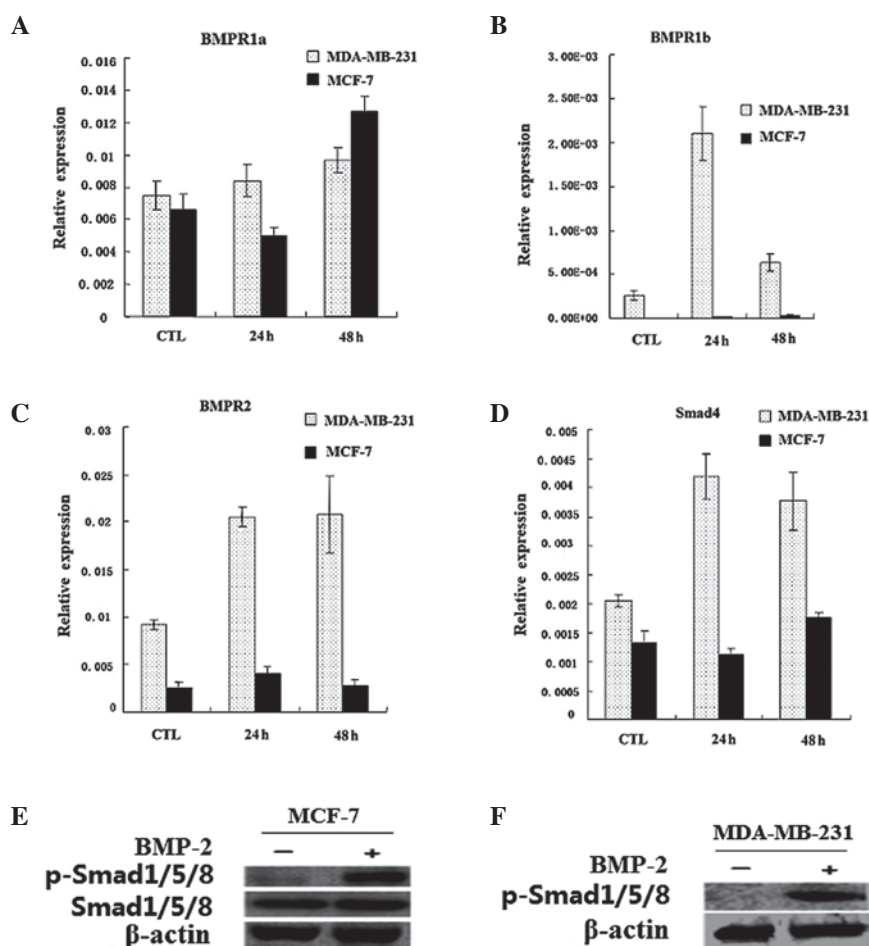 A
BMPR1a
MDA-MB-231
MCF-7
Relative expression
0.016
0.014
0.012
0.01
0.008
0.006
0.004
0.002
0
CTL
24h
48h
B
BMPR1b
MDA-MB-231
MCF-7
Relative expression
3.00E-03
2.50E-03
2.00E-03
1.50E-03
1.00E-03
5.00E-04
0.00E+00
CTL
24h
48h
C
BMPR2
MDA-MB-231
MCF-7
Relative expression
0.03
0.025
0.02
0.015
0.01
0.005
0
CTL
24h
48h
D
Smad4
MDA-MB-231
MCF-7
Relative expression
0.005
0.0045
0.004
0.0035
0.003
0.0025
0.002
0.0015
0.001
0.0005
0
CTL
24h
48h
E
MCF-7
BMP-2 − +
p-Smad1/5/8
Smad1/5/8
β-actin
F
MDA-MB-231
BMP-2 − +
p-Smad1/5/8
β-actin